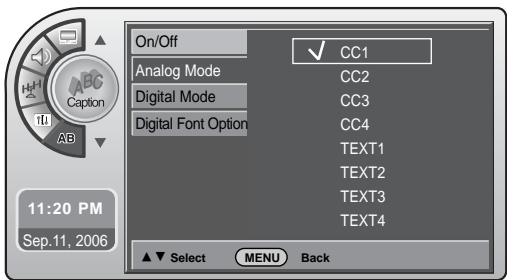 ABC
Caption
AB
11:20 PM
Sep.11, 2006
On/Off
Analog Mode
Digital Mode
Digital Font Option
CC1
CC2
CC3
CC4
TEXT1
TEXT2
TEXT3
TEXT4
▲▼ Select MENU Back